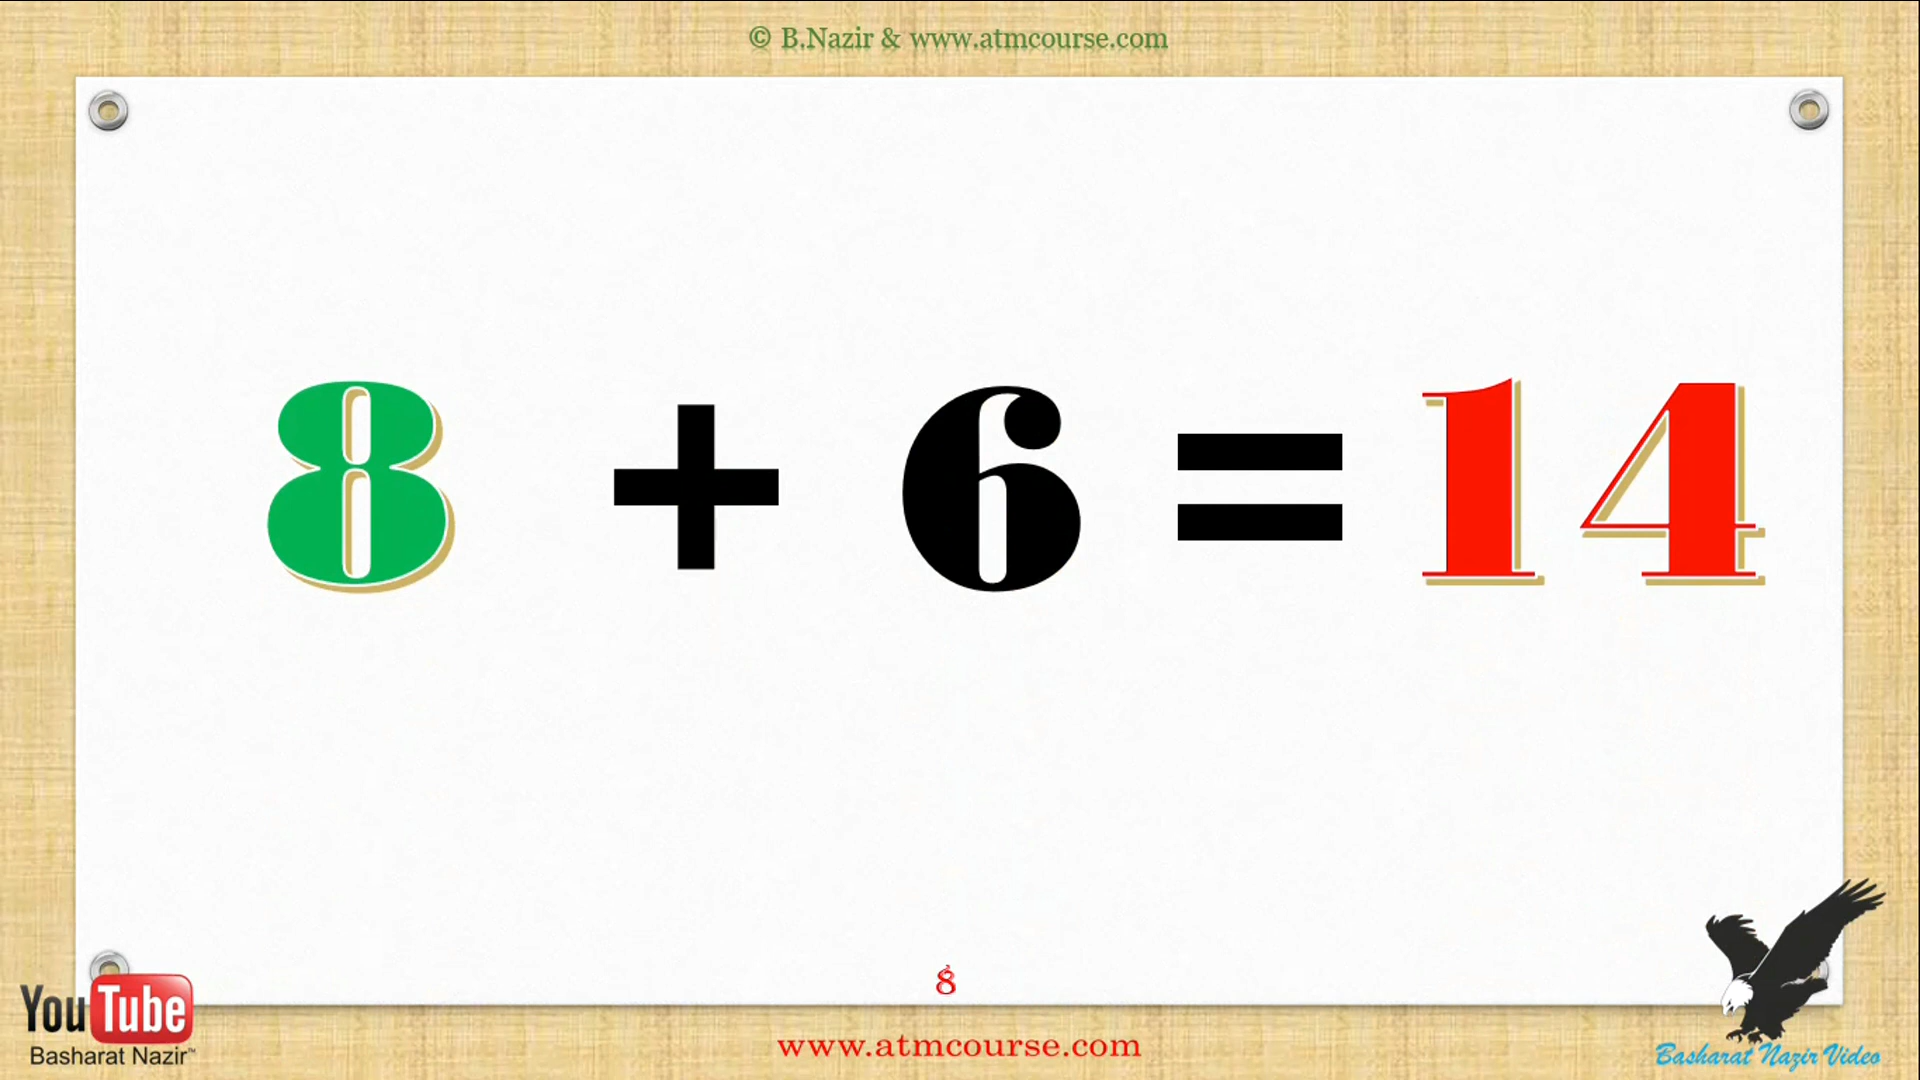 © B.Nazir & www.atmcourse.com
8 + 6 = 14
8
YouTube
Basharat Nazir™
www.atmcourse.com
Basharat Nazir Video